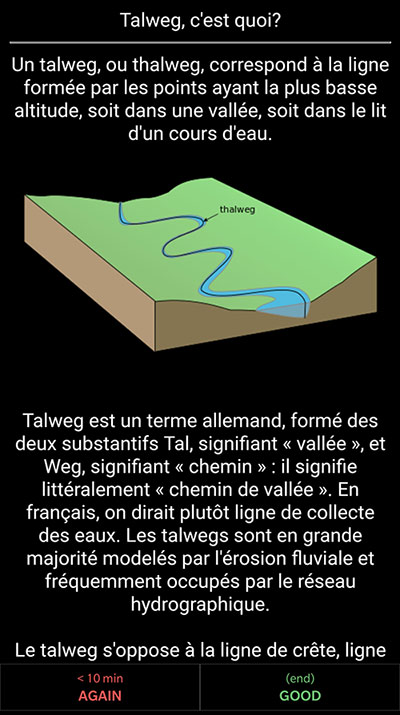 Talweg, c'est quoi?
Un talweg, ou thalweg, correspond à la ligne
formée par les points ayant la plus basse
altitude, soit dans une vallée, soit dans le lit
d'un cours d'eau.
thalweg
Talweg est un terme allemand, formé des
deux substantifs Tal, signifiant « vallée », et
Weg, signifiant « chemin » : il signifie
littéralement « chemin de vallée ». En
français, on dirait plutôt ligne de collecte
des eaux. Les talwegs sont en grande
majorité modelés par l'érosion fluviale et
fréquemment occupés par le réseau
hydrographique.
Le talweg s'oppose à la ligne de crête, ligne
< 10 min (end)
AGAIN GOOD